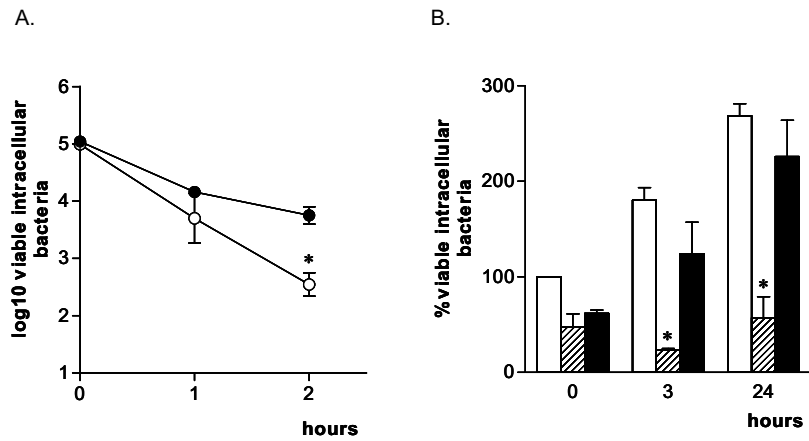 A.
B.
log10 viable intracellular
bacteria
6
5
4
3
2
1
*
0
1
2
hours
% viable intracellular
bacteria
300
200
100
0
*
*
0
3
24
hours